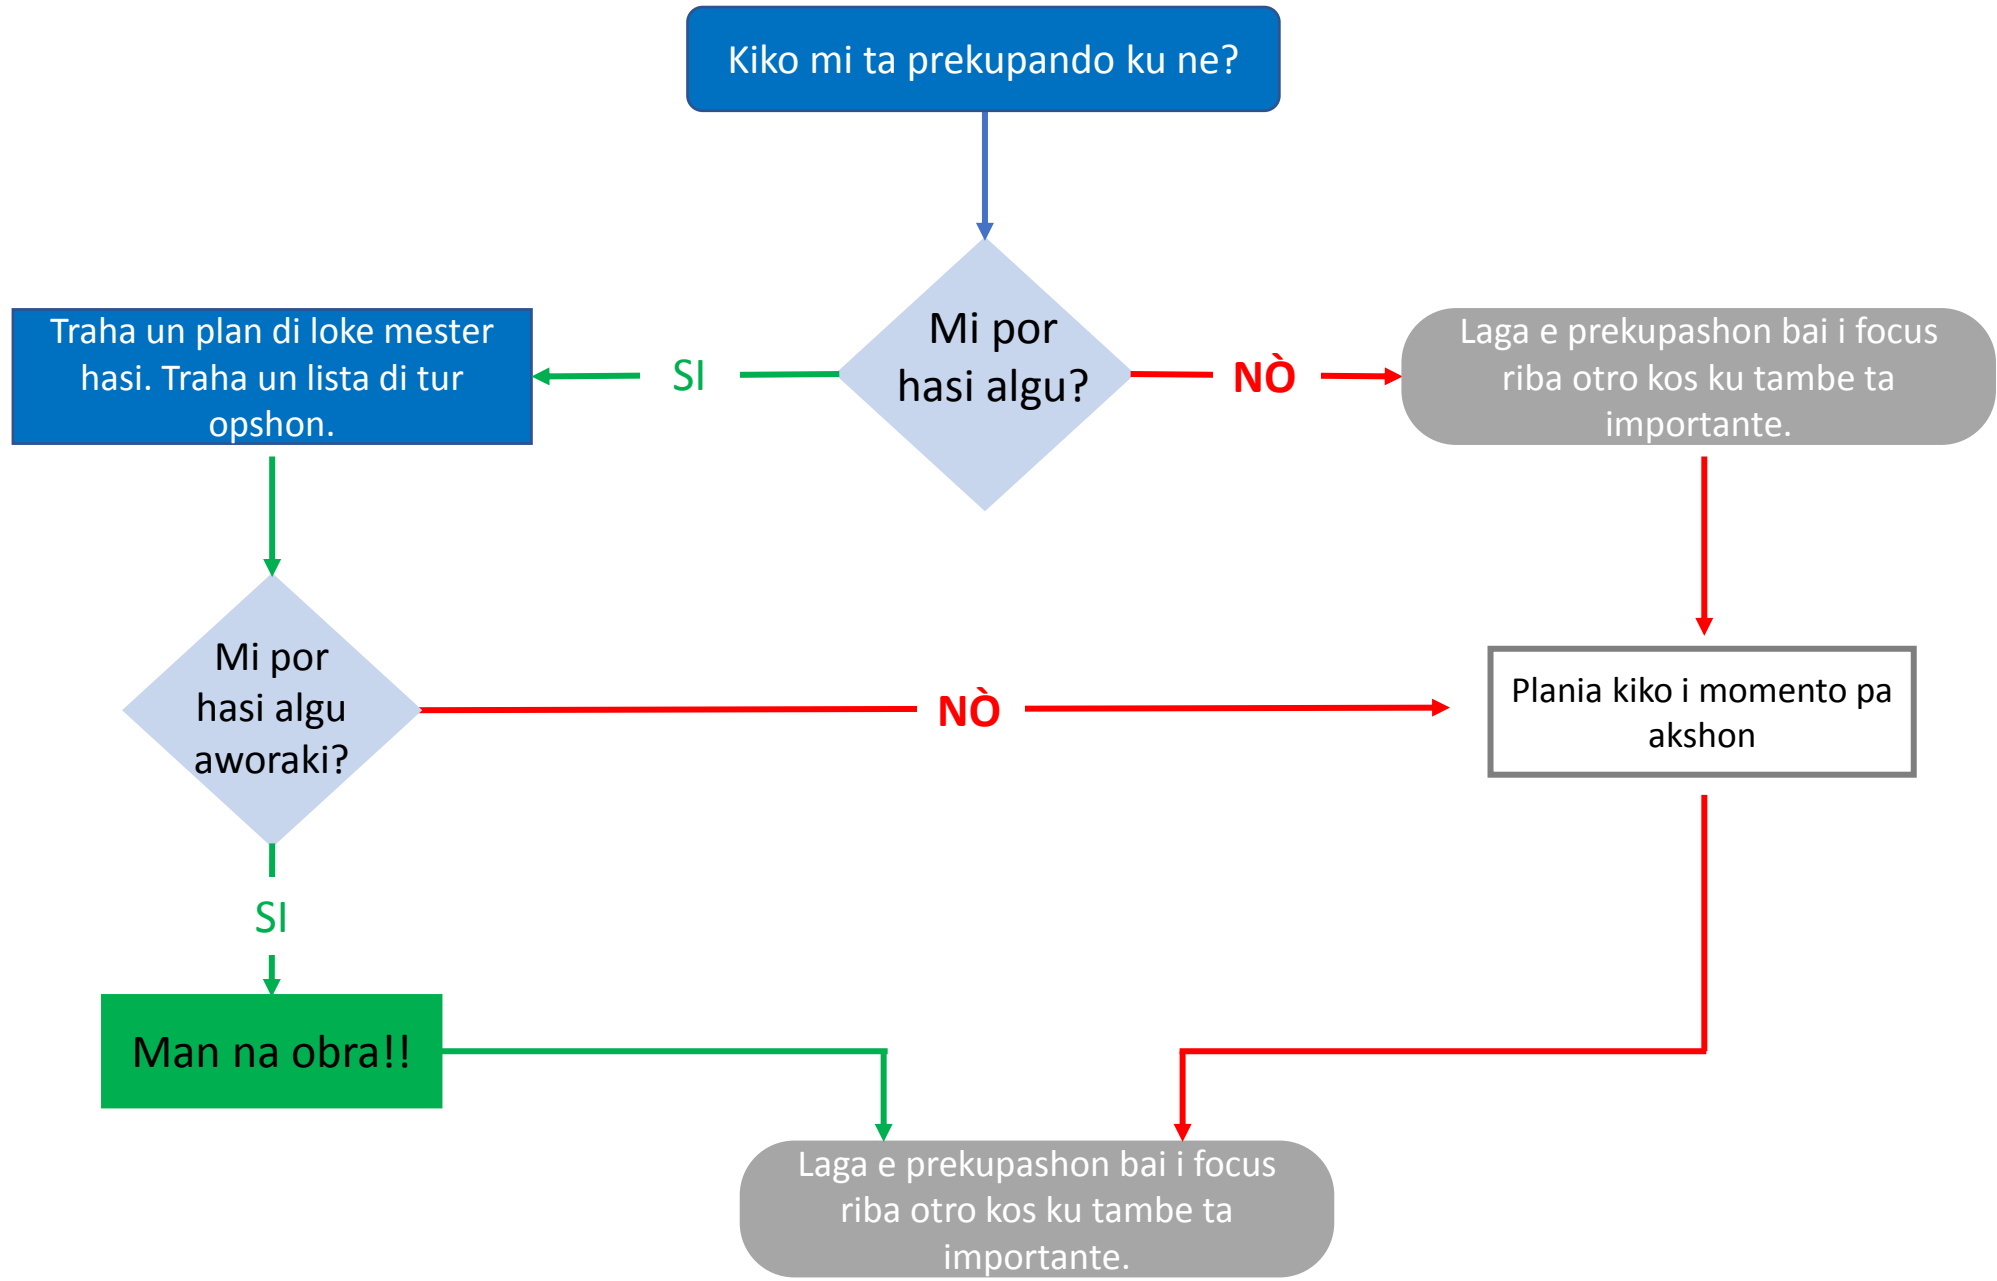 Kiko mi ta prekupando ku ne?
Mi por
hasi algu?
SI
NÒ
Traha un plan di loke mester
hasi. Traha un lista di tur
opshon.
Laga e prekupashon bai i focus
riba otro kos ku tambe ta
importante.
Mi por
hasi algu
aworaki?
NÒ
Plania kiko i momento pa
akshon
SI
Man na obra!!
Laga e prekupashon bai i focus
riba otro kos ku tambe ta
importante.